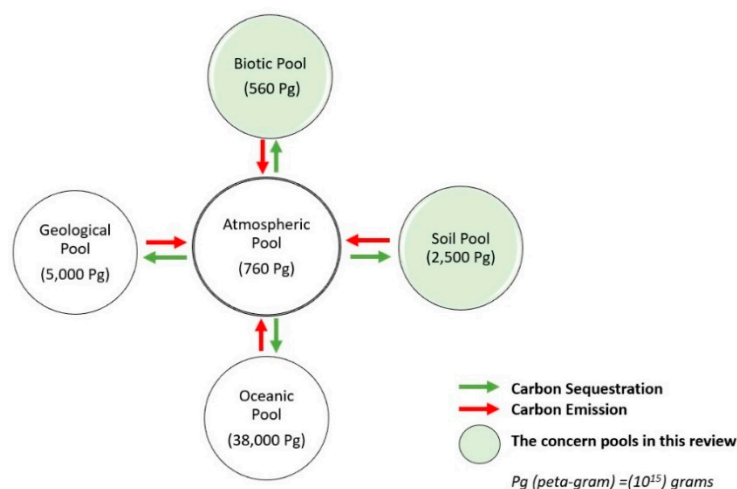 Biotic Pool
(560 Pg)
Geological
Pool
(5,000 Pg)
Atmospheric
Pool
(760 Pg)
Soil Pool
(2,500 Pg)
Oceanic
Pool
(38,000 Pg)
Carbon Sequestration
Carbon Emission
The concern pools in this review
Pg (peta-gram) =(10¹⁵) grams